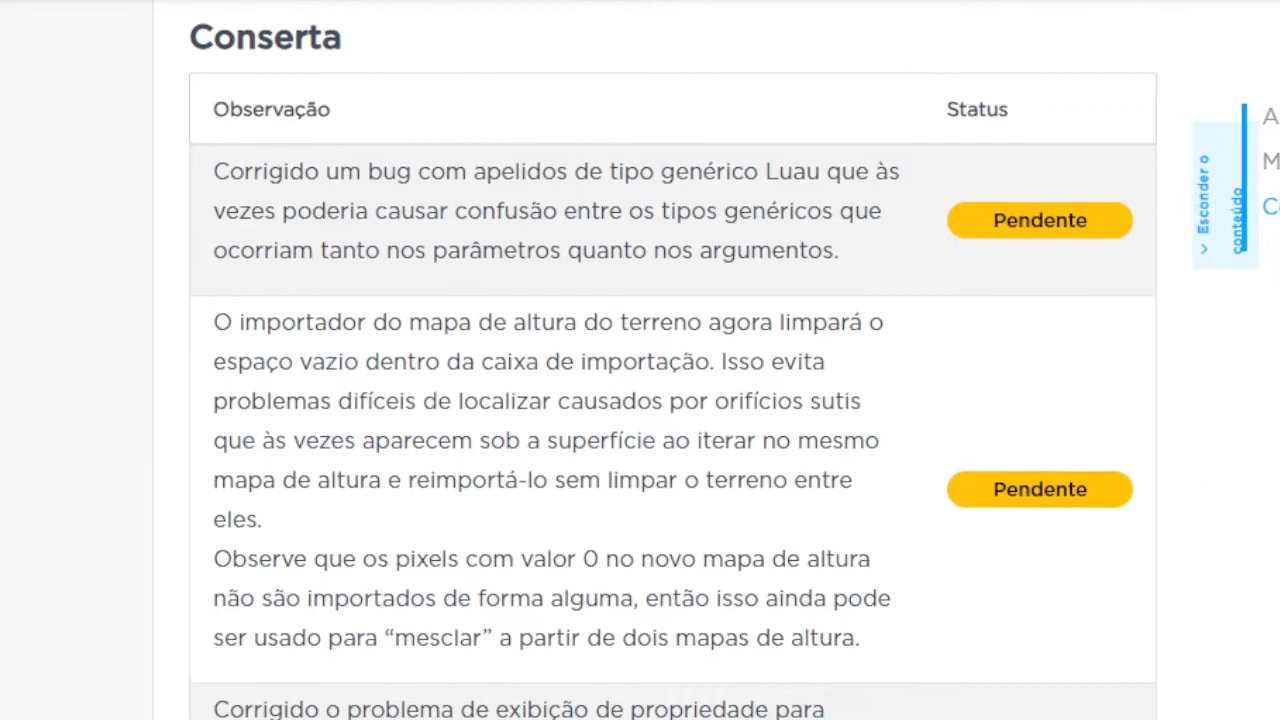 Conserta
Observação
Status
Corrigido um bug com apelidos de tipo genérico Luau que às
vezes poderia causar confusão entre os tipos genéricos que
ocorriam tanto nos parâmetros quanto nos argumentos.
Pendente
O importador do mapa de altura do terreno agora limpará o
espaço vazio dentro da caixa de importação. Isso evita
problemas difíceis de localizar causados por orifícios sutis
que às vezes aparecem sob a superfície ao iterar no mesmo
mapa de altura e reimportá-lo sem limpar o terreno entre
eles.
Observe que os pixels com valor 0 no novo mapa de altura
não são importados de forma alguma, então isso ainda pode
ser usado para “mesclar” a partir de dois mapas de altura.
Pendente
Corrigido o problema de exibição de propriedade para
Esconder o
conteúdo
A
M